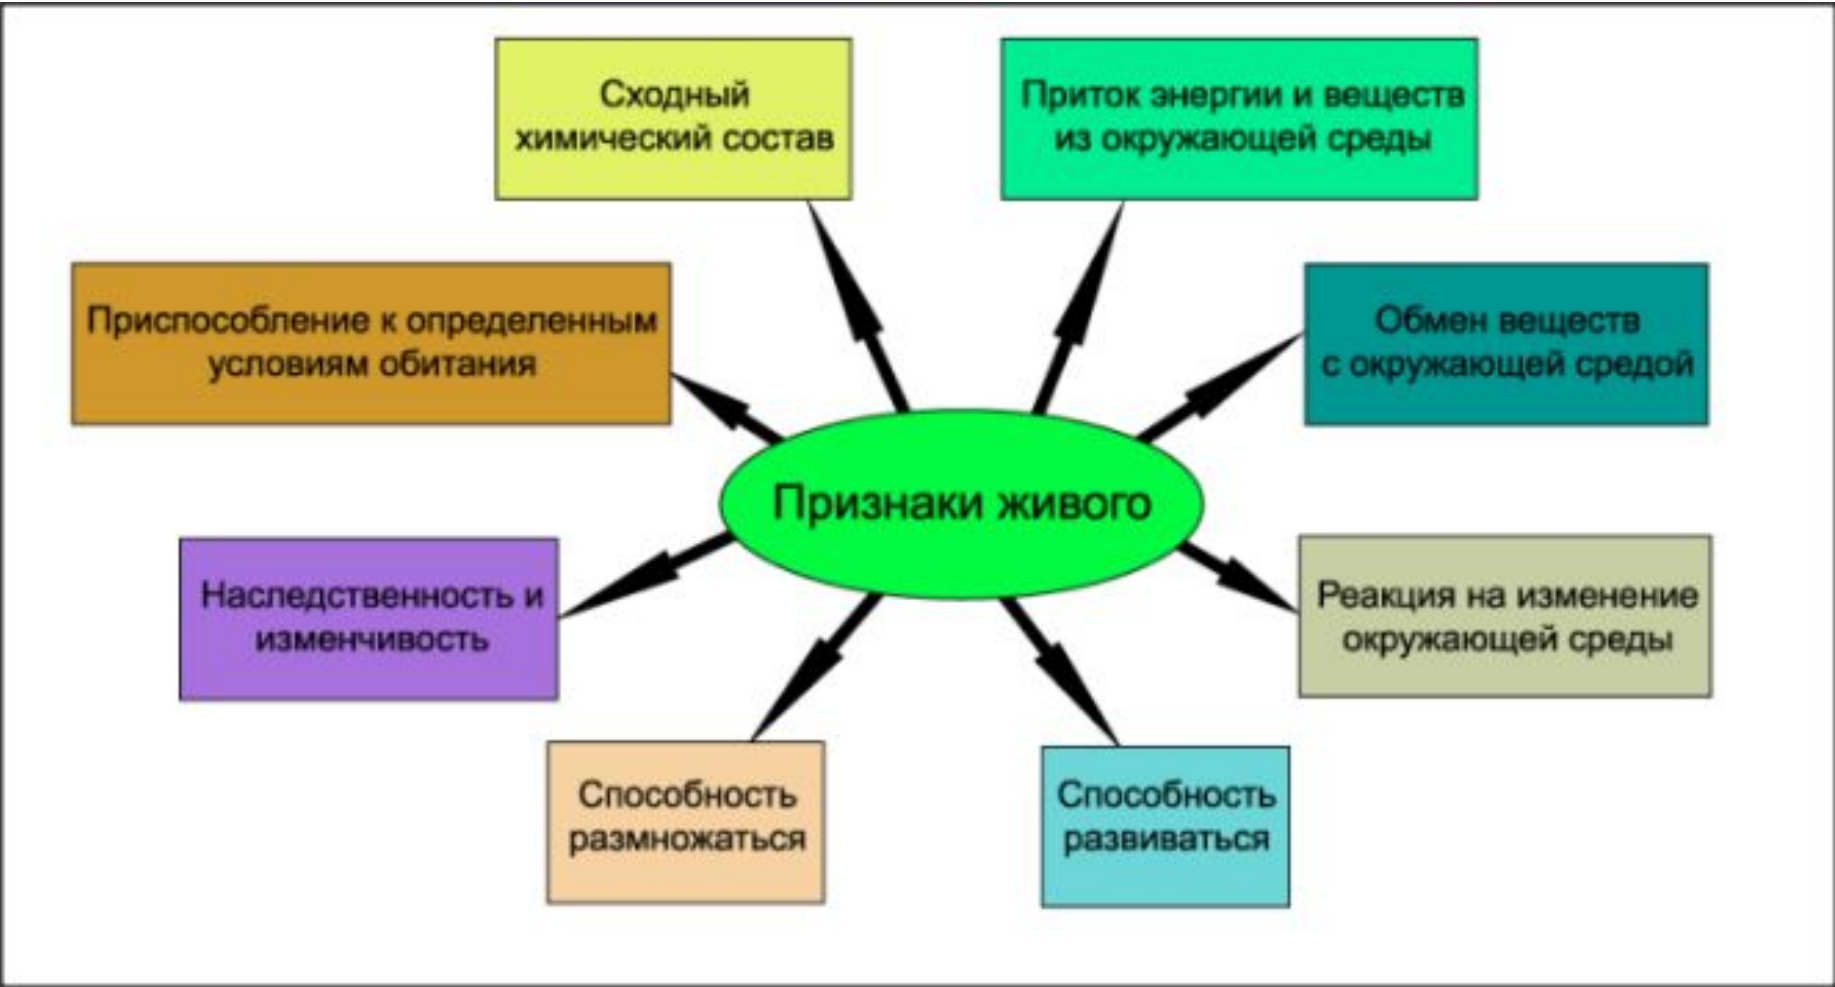 Сходный
химический состав
Приток энергии и веществ
из окружающей среды
Приспособление к определенным
условиям обитания
Обмен веществ
с окружающей средой
Признаки живого
Наследственность и
изменчивость
Реакция на изменение
окружающей среды
Способность
размножаться
Способность
развиваться